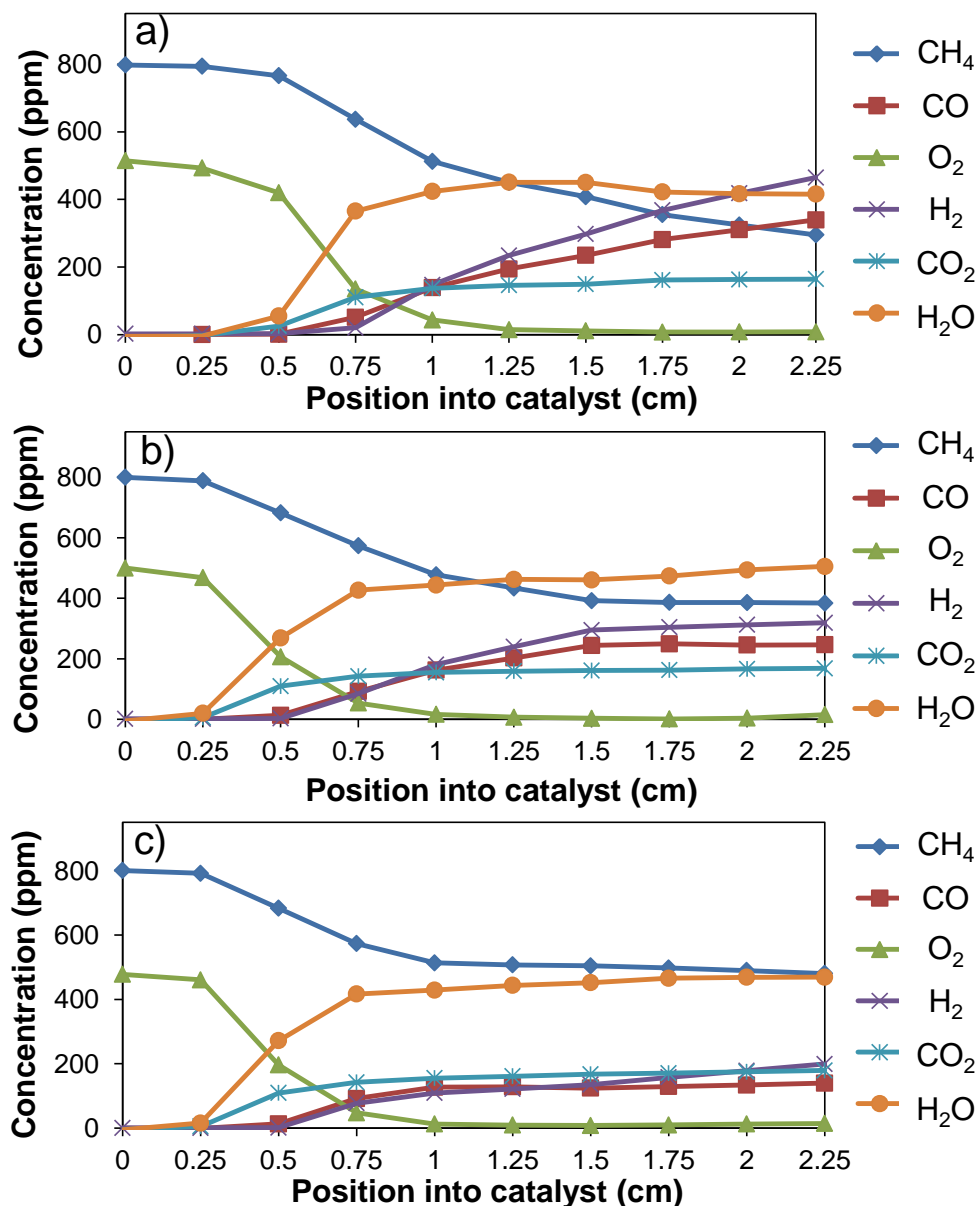 a)
Concentration (ppm)
800
600
400
200
0
0 0.25 0.5 0.75 1 1.25 1.5 1.75 2 2.25
Position into catalyst (cm)
CH₄
CO
O₂
H₂
CO₂
H₂O
b)
Concentration (ppm)
800
600
400
200
0
0 0.25 0.5 0.75 1 1.25 1.5 1.75 2 2.25
Position into catalyst (cm)
CH₄
CO
O₂
H₂
CO₂
H₂O
c)
Concentration (ppm)
800
600
400
200
0
0 0.25 0.5 0.75 1 1.25 1.5 1.75 2 2.25
Position into catalyst (cm)
CH₄
CO
O₂
H₂
CO₂
H₂O